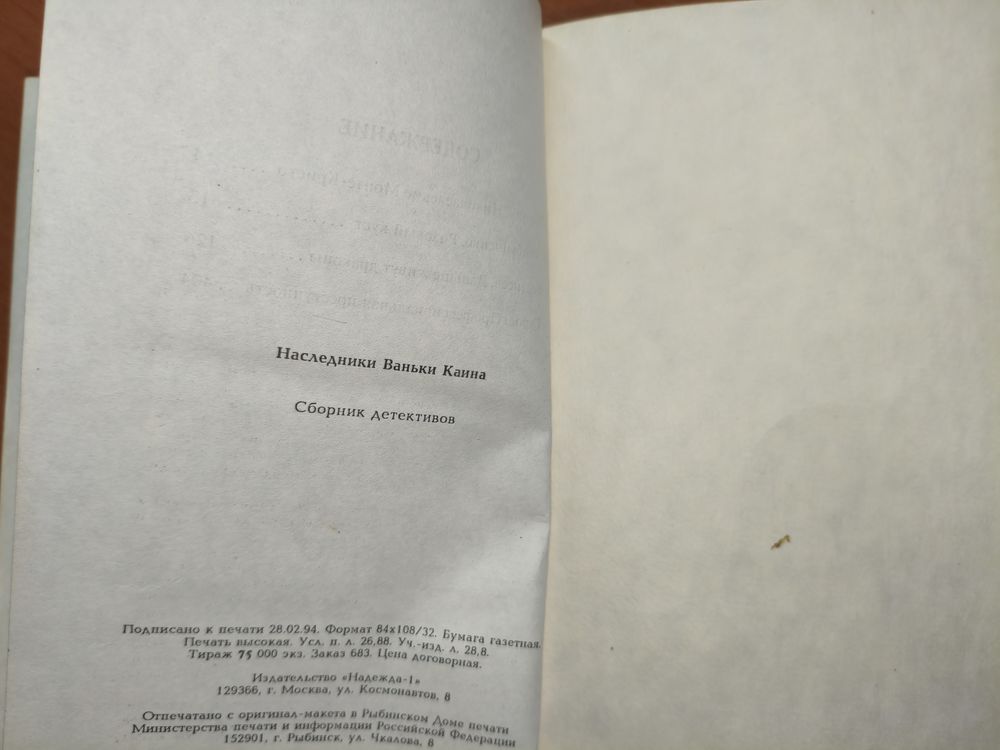 СОДЕРЖАНИЕ
Наследники Ваньки Каина
Сборник детективов
Подписано к печати 28.02.94. Формат 84х108/32. Бумага газетная.
Печать высокая. Усл. п. л. 26,88. Уч.-изд. л. 28,8.
Тираж 75 000 экз. Заказ 683. Цена договорная.
Издательство «Надежда-1»
129366, г. Москва, ул. Космонавтов, 8
Отпечатано с оригинал-макета в Рыбинском Доме печати
Министерства печати и информации Российской Федерации
152901, г. Рыбинск, ул. Чкалова, 8